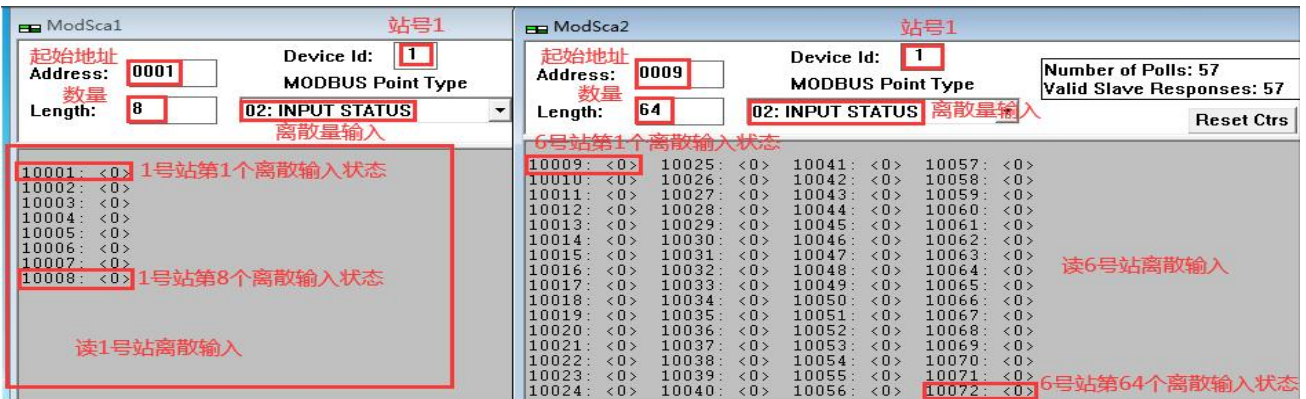 ModSca1
站号1
起始地址
Address: 0001
Device Id: 1
MODBUS Point Type
数量
Length: 8
02: INPUT STATUS
离散量输入
10001: <0> 1号站第1个离散输入状态
10002: <0>
10003: <0>
10004: <0>
10005: <0>
10006: <0>
10007: <0>
10008: <0> 1号站第8个离散输入状态
读1号站离散输入
ModSca2
站号1
起始地址
Address: 0009
Device Id: 1
MODBUS Point Type
Number of Polls: 57
Valid Slave Responses: 57
数量
Length: 64
02: INPUT STATUS 离散量输入
Reset Ctrs
6号站第1个离散输入状态
10009: <0> 10025: <0> 10041: <0> 10057: <0>
10010: <0> 10026: <0> 10042: <0> 10058: <0>
10011: <0> 10027: <0> 10043: <0> 10059: <0>
10012: <0> 10028: <0> 10044: <0> 10060: <0>
10013: <0> 10029: <0> 10045: <0> 10061: <0>
10014: <0> 10030: <0> 10046: <0> 10062: <0>
10015: <0> 10031: <0> 10047: <0> 10063: <0>
10016: <0> 10032: <0> 10048: <0> 10064: <0>
读6号站离散输入
10017: <0> 10033: <0> 10049: <0> 10065: <0>
10018: <0> 10034: <0> 10050: <0> 10066: <0>
10019: <0> 10035: <0> 10051: <0> 10067: <0>
10020: <0> 10036: <0> 10052: <0> 10068: <0>
10021: <0> 10037: <0> 10053: <0> 10069: <0>
10022: <0> 10038: <0> 10054: <0> 10070: <0>
10023: <0> 10039: <0> 10055: <0> 10071: <0>
10024: <0> 10040: <0> 10056: <0> 10072: <0> 6号站第64个离散输入状态